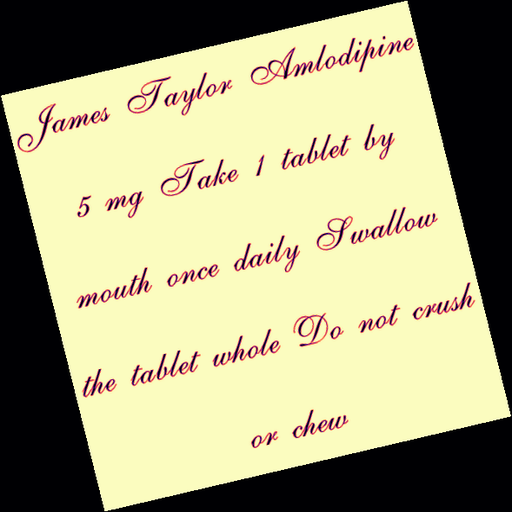 James Taylor Amlodipine
5 mg Take 1 tablet by
mouth once daily Swallow
the tablet whole Do not crush
or chew